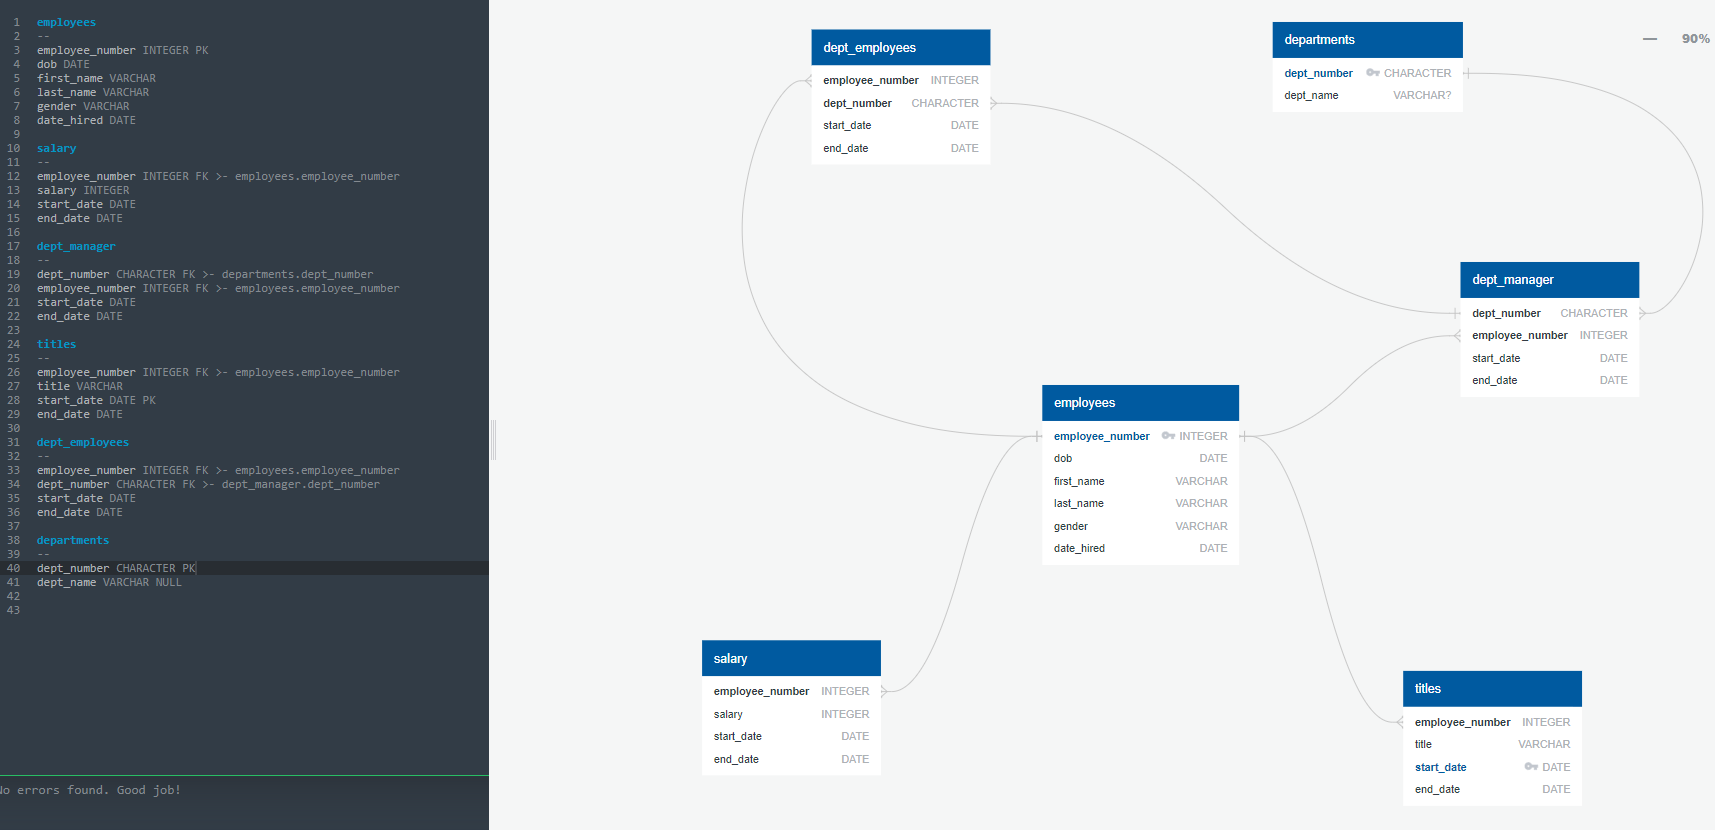 1 employees
2 --
3 employee_number INTEGER PK
4 dob DATE
5 first_name VARCHAR
6 last_name VARCHAR
7 gender VARCHAR
8 date_hired DATE
9
10 salary
11 --
12 employee_number INTEGER FK >- employees.employee_number
13 salary INTEGER
14 start_date DATE
15 end_date DATE
16
17 dept_manager
18 --
19 dept_number CHARACTER FK >- departments.dept_number
20 employee_number INTEGER FK >- employees.employee_number
21 start_date DATE
22 end_date DATE
23
24 titles
25 --
26 employee_number INTEGER FK >- employees.employee_number
27 title VARCHAR
28 start_date DATE PK
29 end_date DATE
30
31 dept_employees
32 --
33 employee_number INTEGER FK >- employees.employee_number
34 dept_number CHARACTER FK >- dept_manager.dept_number
35 start_date DATE
36 end_date DATE
37
38 departments
39 --
40 dept_number CHARACTER PK
41 dept_name VARCHAR NULL
42
43
No errors found. Good job!
dept_employees
employee_number INTEGER
dept_number CHARACTER
start_date DATE
end_date DATE
departments
dept_number CHARACTER
dept_name VARCHAR?
90%
dept_manager
dept_number CHARACTER
employee_number INTEGER
start_date DATE
end_date DATE
employees
employee_number INTEGER
dob DATE
first_name VARCHAR
last_name VARCHAR
gender VARCHAR
date_hired DATE
salary
employee_number INTEGER
salary INTEGER
start_date DATE
end_date DATE
titles
employee_number INTEGER
title VARCHAR
start_date DATE
end_date DATE